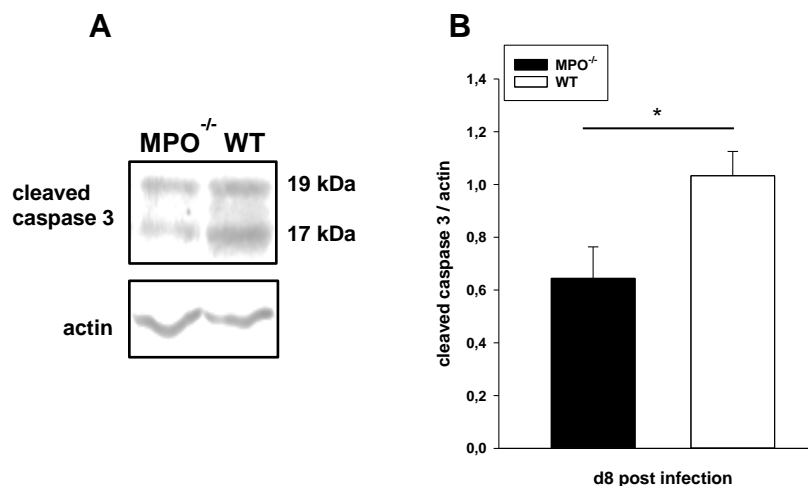 A
MPO-/- WT
cleaved
caspase 3
19 kDa
17 kDa
actin
B
MPO-/-
WT
1,4
1,2
1,0
0,8
0,6
0,4
0,2
0,0
*
cleaved caspase 3 / actin
d8 post infection